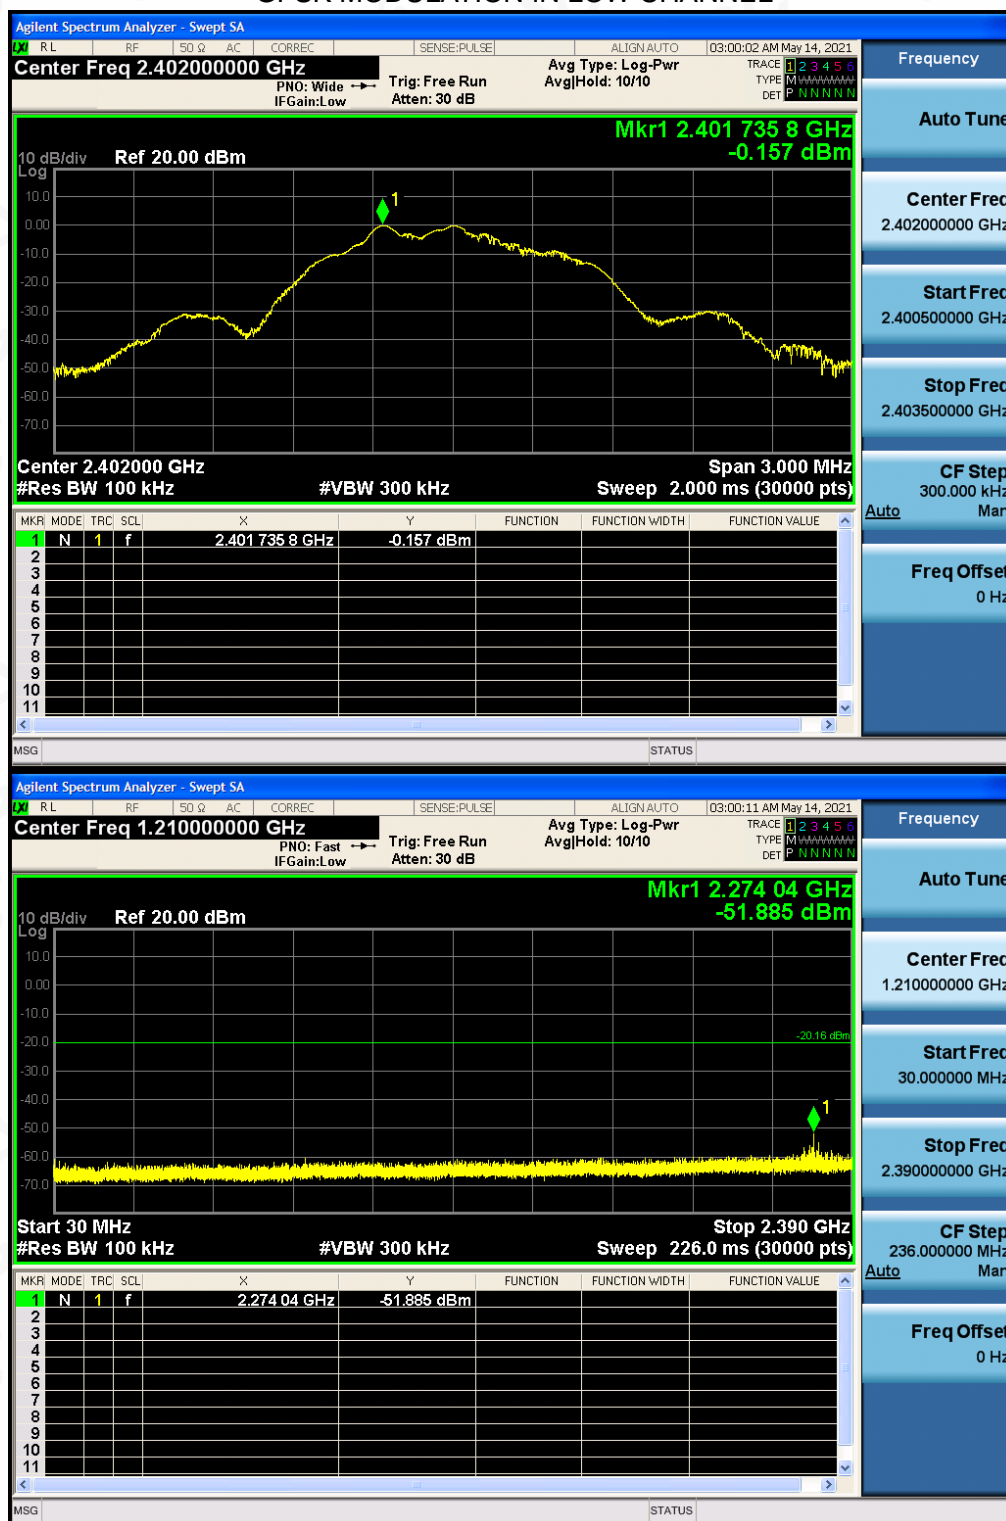 Agilent Spectrum Analyzer - Swept SA
LXI RL RF 50 Ω AC CORREC SENSE:PULSE ALIGN AUTO 03:00:02 AM May 14, 2021
Center Freq 2.402000000 GHz
PNO: Wide
IFGain:Low
Trig: Free Run
Atten: 30 dB
Avg Type: Log-Pwr
Avg|Hold: 10/10
TRACE 1 2 3 4 5 6
TYPE M
DET P N N N N N
Frequency
Auto Tune
Center Freq
2.402000000 GHz
Start Freq
2.400500000 GHz
Stop Freq
2.403500000 GHz
CF Step
300.000 kHz
Auto Man
Freq Offset
0 Hz
Mkr1 2.401 735 8 GHz
-0.157 dBm
10 dB/div Ref 20.00 dBm
Log
10.0
0.00
-10.0
-20.0
-30.0
-40.0
-50.0
-60.0
-70.0
1
Center 2.402000 GHz Span 3.000 MHz
#Res BW 100 kHz #VBW 300 kHz Sweep 2.000 ms (30000 pts)
MKR MODE TRC SCL X Y FUNCTION FUNCTION WIDTH FUNCTION VALUE
1 N 1 f 2.401 735 8 GHz -0.157 dBm
2
3
4
5
6
7
8
9
10
11
MSG STATUS
Agilent Spectrum Analyzer - Swept SA
LXI RL RF 50 Ω AC CORREC SENSE:PULSE ALIGN AUTO 03:00:11 AM May 14, 2021
Center Freq 1.210000000 GHz
PNO: Fast
IFGain:Low
Trig: Free Run
Atten: 30 dB
Avg Type: Log-Pwr
Avg|Hold: 10/10
TRACE 1 2 3 4 5 6
TYPE M
DET P N N N N N
Frequency
Auto Tune
Center Freq
1.210000000 GHz
Start Freq
30.000000 MHz
Stop Freq
2.390000000 GHz
CF Step
236.000000 MHz
Auto Man
Freq Offset
0 Hz
Mkr1 2.274 04 GHz
-51.885 dBm
10 dB/div Ref 20.00 dBm
Log
10.0
0.00
-10.0
-20.0
-30.0
-40.0
-50.0
-60.0
-70.0
-20.16 dBm
1
Start 30 MHz Stop 2.390 GHz
#Res BW 100 kHz #VBW 300 kHz Sweep 226.0 ms (30000 pts)
MKR MODE TRC SCL X Y FUNCTION FUNCTION WIDTH FUNCTION VALUE
1 N 1 f 2.274 04 GHz -51.885 dBm
2
3
4
5
6
7
8
9
10
11
MSG STATUS